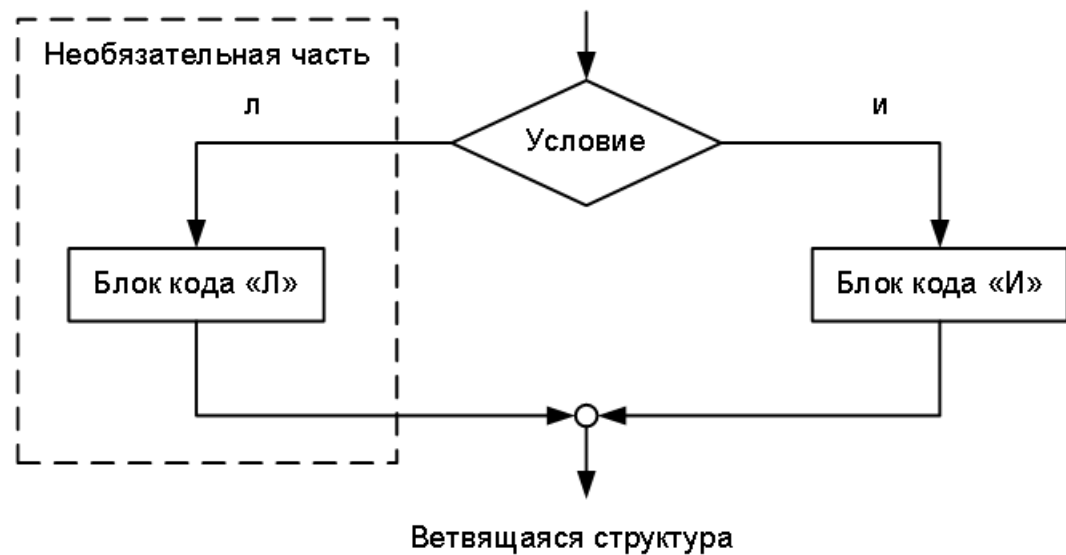 Необязательная часть
л
Условие
и
Блок кода «Л»
Блок кода «И»
Ветвящаяся структура